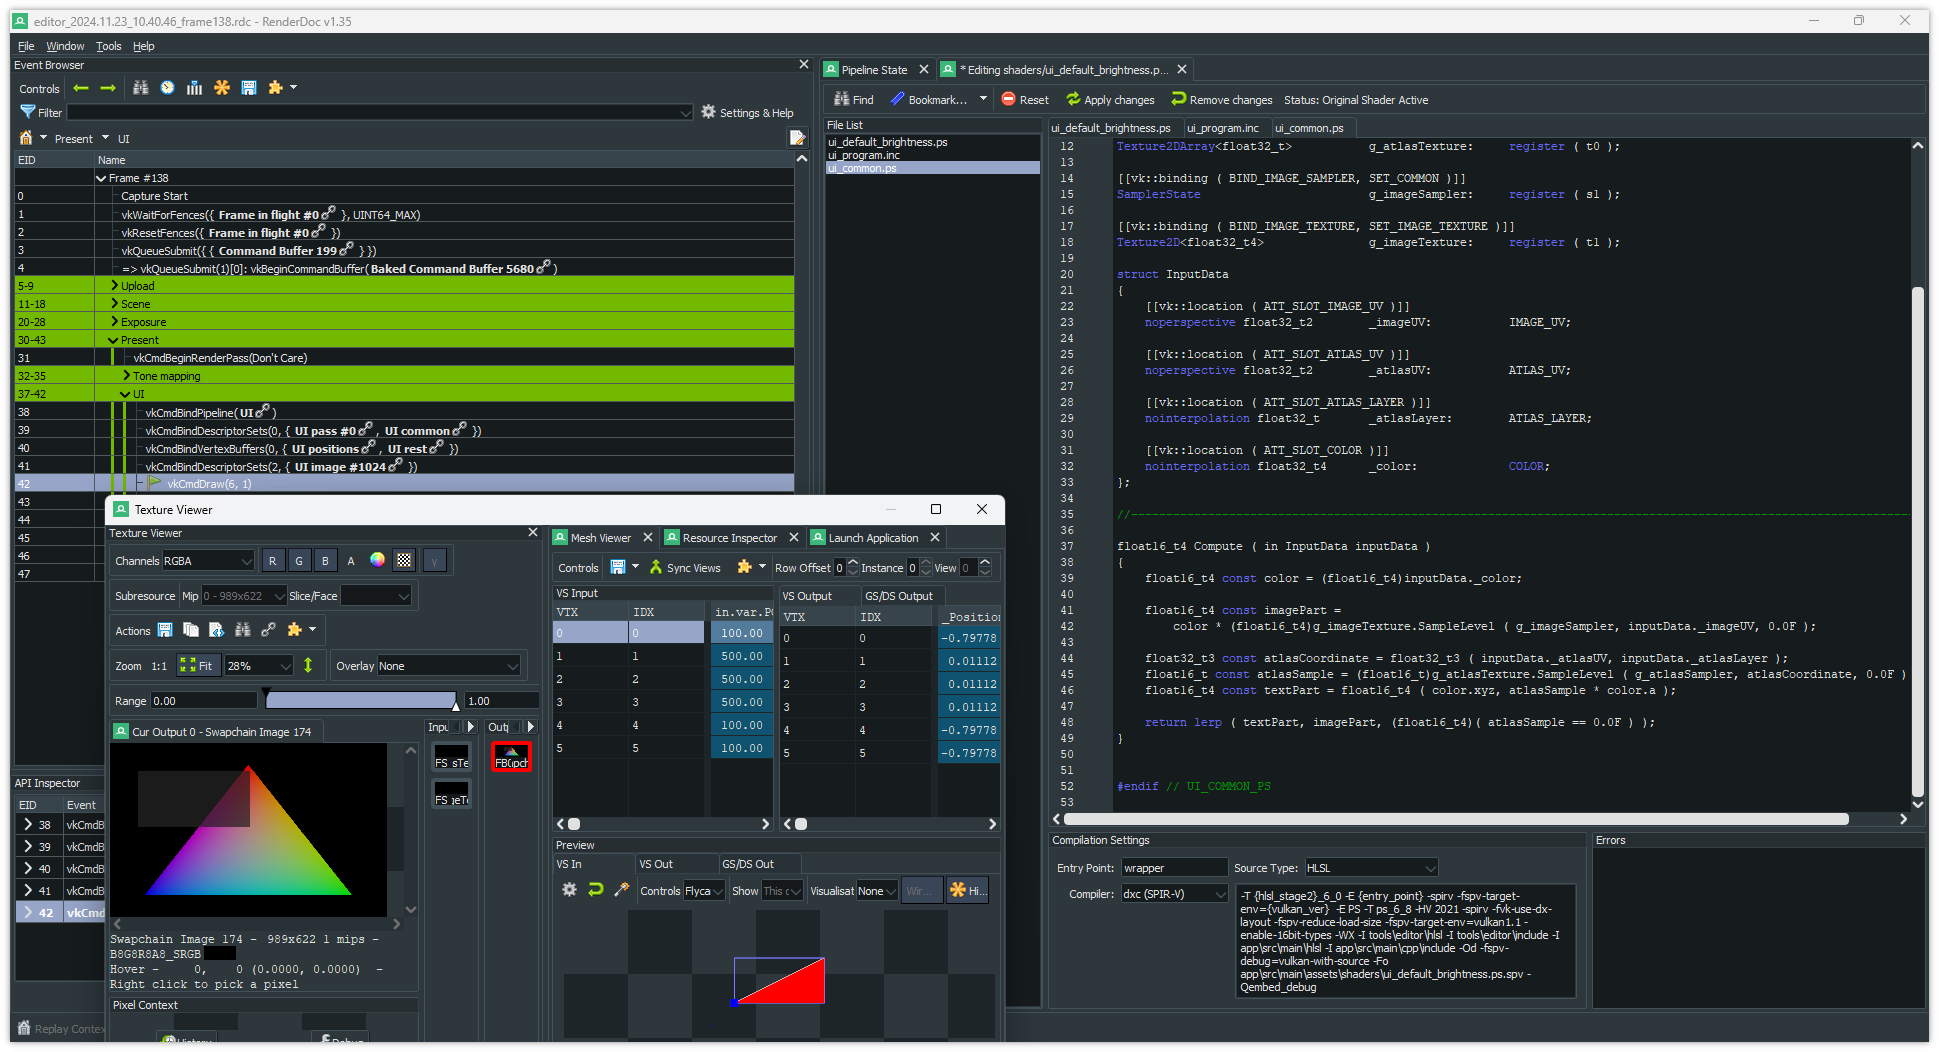 editor_2024.11.23_10.40.46_frame138.rdc - RenderDoc v1.35
File Window Tools Help
Event Browser
Controls
Filter
Settings & Help
Present UI
EID Name
Frame #138
0 Capture Start
1 vkWaitForFences({ Frame in flight #0 }, UINT64_MAX)
2 vkResetFences({ Frame in flight #0 })
3 vkQueueSubmit({ { Command Buffer 199 } })
4 => vkQueueSubmit(1)[0]: vkBeginCommandBuffer(Baked Command Buffer 5680 )
5-9 Upload
11-18 Scene
20-28 Exposure
30-43 Present
31 vkCmdBeginRenderPass(Don't Care)
32-35 Tone mapping
37-42 UI
38 vkCmdBindPipeline(UI )
39 vkCmdBindDescriptorSets(0, { UI pass #0 , UI common })
40 vkCmdBindVertexBuffers(0, { UI positions , UI rest })
41 vkCmdBindDescriptorSets(2, { UI image #1024 })
42 vkCmdDraw(6, 1)
43
44
45
46
47
API Inspector
EID Event
38 vkCmdB
39 vkCmdB
40 vkCmdB
41 vkCmdB
42 vkCmd
Replay Contex
Texture Viewer
Texture Viewer
Channels RGBA R G B A γ
Subresource Mip 0 - 989x622 Slice/Face
Actions
Zoom 1:1 Fit 28% Overlay None
Range 0.00 1.00
Cur Output 0 - Swapchain Image 174
Swapchain Image 174 - 989x622 1 mips -
B8G8R8A8_SRGB
Hover - 0, 0 (0.0000, 0.0000) -
Right click to pick a pixel
Pixel Context
History Debug
Mesh Viewer Resource Inspector Launch Application
Controls Sync Views Row Offset 0 Instance 0 View 0
VS Input
VTX IDX in.var.PO
0 0 100.00
1 1 500.00
2 2 500.00
3 3 500.00
4 4 100.00
5 5 100.00
VS Output GS/DS Output
VTX IDX _Position
0 0 -0.79778
1 1 0.01112
2 2 0.01112
3 3 0.01112
4 4 -0.79778
5 5 -0.79778
Preview
VS In VS Out GS/DS Out
Controls Flyca Show This Visualisat None Wir... Hi...
Pipeline State * Editing shaders/ui_default_brightness.p...
Find Bookmark... Reset Apply changes Remove changes Status: Original Shader Active
File List
ui_default_brightness.ps
ui_program.inc
ui_common.ps
ui_default_brightness.ps ui_program.inc ui_common.ps
12 Texture2DArray<float32_t> g_atlasTexture: register ( t0 );
13
14 [[vk::binding ( BIND_IMAGE_SAMPLER, SET_COMMON )]]
15 SamplerState g_imageSampler: register ( s1 );
16
17 [[vk::binding ( BIND_IMAGE_TEXTURE, SET_IMAGE_TEXTURE )]]
18 Texture2D<float32_t4> g_imageTexture: register ( t1 );
19
20 struct InputData
21 {
22 [[vk::location ( ATT_SLOT_IMAGE_UV )]]
23 noperspective float32_t2 _imageUV: IMAGE_UV;
24
25 [[vk::location ( ATT_SLOT_ATLAS_UV )]]
26 noperspective float32_t2 _atlasUV: ATLAS_UV;
27
28 [[vk::location ( ATT_SLOT_ATLAS_LAYER )]]
29 nointerpolation float32_t _atlasLayer: ATLAS_LAYER;
30
31 [[vk::location ( ATT_SLOT_COLOR )]]
32 nointerpolation float32_t4 _color: COLOR;
33 };
34
35 //
36
37 float16_t4 Compute ( in InputData inputData )
38 {
39 float16_t4 const color = (float16_t4)inputData._color;
40
41 float16_t4 const imagePart =
42 color * (float16_t4)g_imageTexture.SampleLevel ( g_imageSampler, inputData._imageUV, 0.0F );
43
44 float32_t3 const atlasCoordinate = float32_t3 ( inputData._atlasUV, inputData._atlasLayer );
45 float16_t const atlasSample = (float16_t)g_atlasTexture.SampleLevel ( g_atlasSampler, atlasCoordinate, 0.0F )
46 float16_t4 const textPart = float16_t4 ( color.xyz, atlasSample * color.a );
47
48 return lerp ( textPart, imagePart, (float16_t4)( atlasSample == 0.0F ) );
49 }
50
51
52 #endif // UI_COMMON_PS
53
Compilation Settings
Entry Point: wrapper Source Type: HLSL
Compiler: dxc (SPIR-V)
-T {hlsl_stage2}_6_0 -E {entry_point} -spirv -fspv-target-
env={vulkan_ver} -E PS -T ps_6_8 -HV 2021 -spirv -fvk-use-dx-
layout -fspv-reduce-load-size -fspv-target-env=vulkan1.1 -
enable-16bit-types -WX -I tools\editor\hlsl -I tools\editor\include -I
app\src\main\hlsl -I app\src\main\cpp\include -Od -fspv-
debug=vulkan-with-source -Fo
app\src\main\assets\shaders\ui_default_brightness.ps.spv -
Qembed_debug
Errors